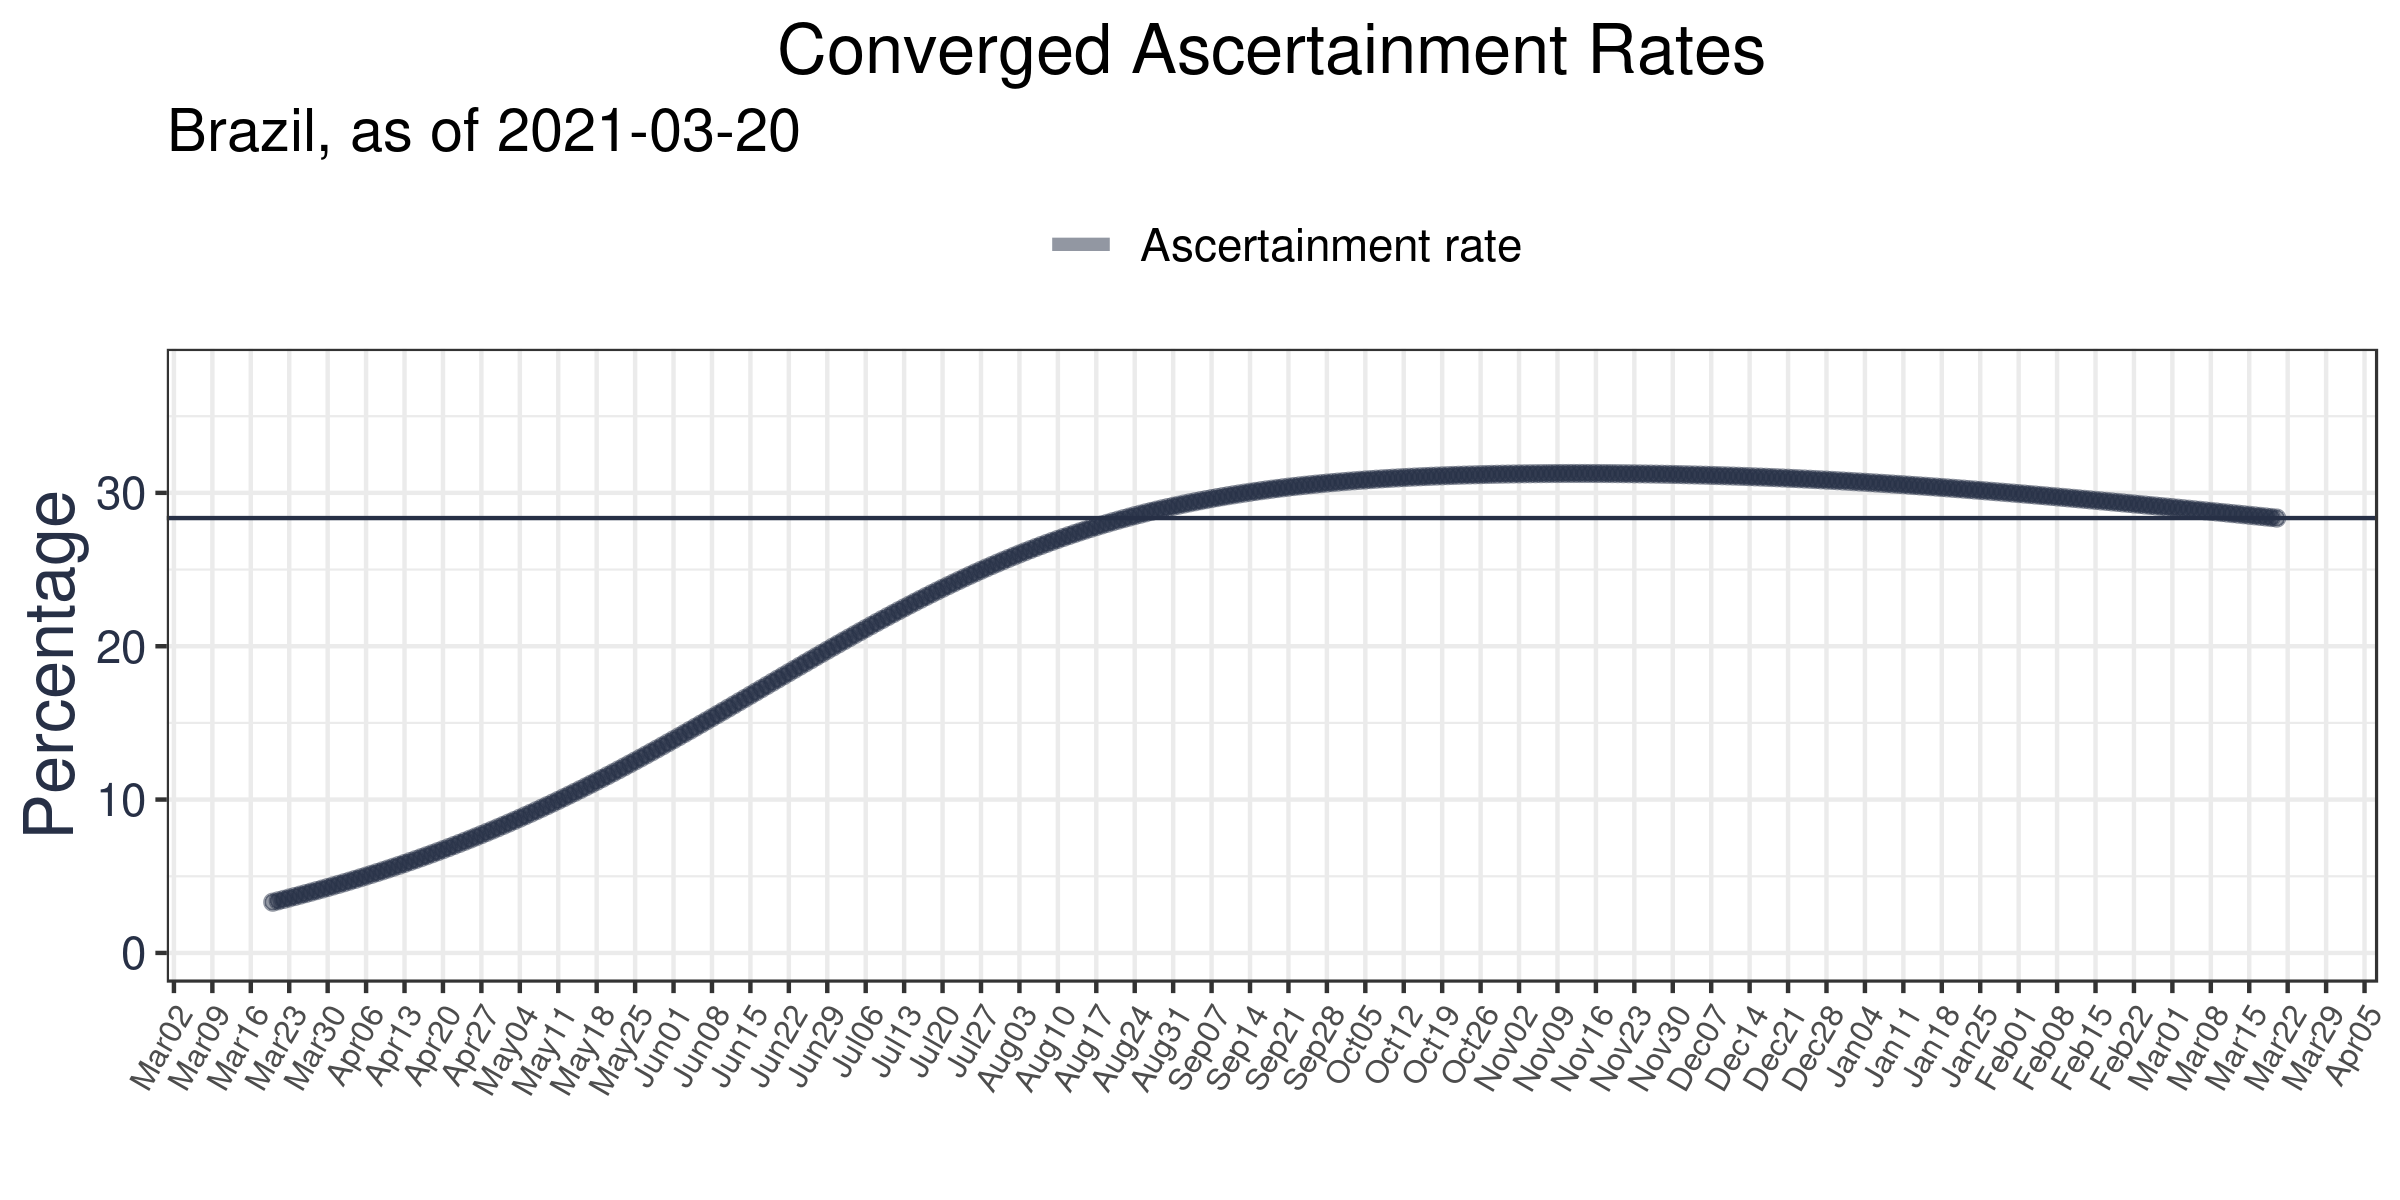 Converged Ascertainment Rates
Brazil, as of 2021-03-20
Ascertainment rate
Percentage
30
20
10
0
Mar02 Mar09 Mar16 Mar23 Mar30 Apr06 Apr13 Apr20 Apr27 May04 May11 May18 May25 Jun01 Jun08 Jun15 Jun22 Jun29 Jul06 Jul13 Jul20 Jul27 Aug03 Aug10 Aug17 Aug24 Aug31 Sep07 Sep14 Sep21 Sep28 Oct05 Oct12 Oct19 Oct26 Nov02 Nov09 Nov16 Nov23 Nov30 Dec07 Dec14 Dec21 Dec28 Jan04 Jan11 Jan18 Jan25 Feb01 Feb08 Feb15 Feb22 Mar01 Mar08 Mar15 Mar22 Mar29 Apr05